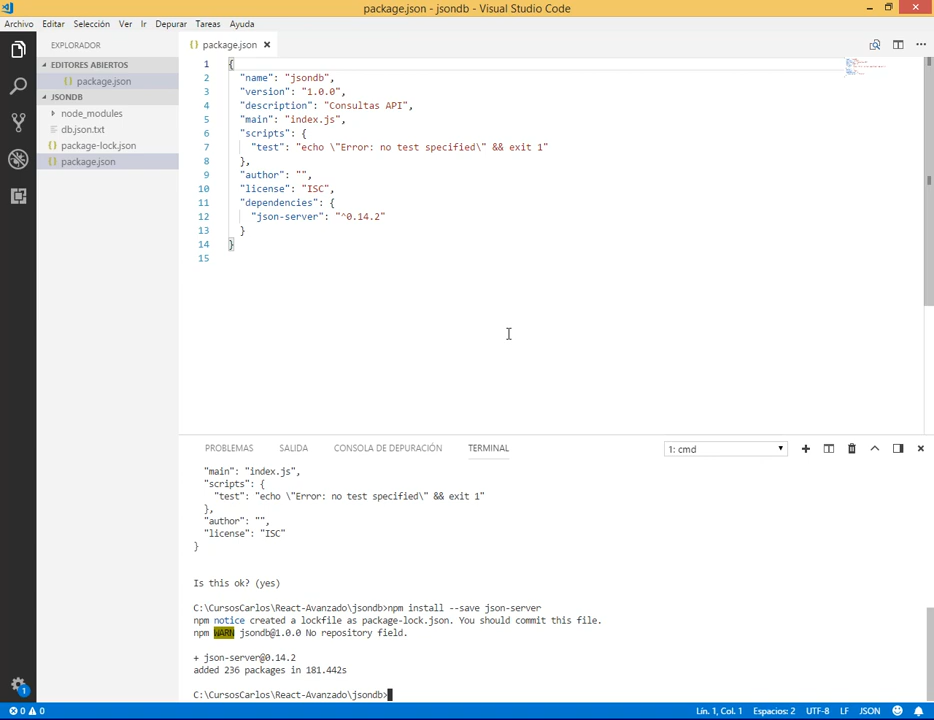 package.json - jsondb - Visual Studio Code
Archivo Editar Selección Ver Ir Depurar Tareas Ayuda
EXPLORADOR
EDITORES ABIERTOS
package.json
JSONDB
node_modules
db.json.txt
package-lock.json
package.json
package.json
1 {
2 "name": "jsondb",
3 "version": "1.0.0",
4 "description": "Consultas API",
5 "main": "index.js",
6 "scripts": {
7 "test": "echo \"Error: no test specified\" && exit 1"
8 },
9 "author": "",
10 "license": "ISC",
11 "dependencies": {
12 "json-server": "^0.14.2"
13 }
14 }
15
PROBLEMAS SALIDA CONSOLA DE DEPURACIÓN TERMINAL 1: cmd
"main": "index.js",
"scripts": {
"test": "echo \"Error: no test specified\" && exit 1"
},
"author": "",
"license": "ISC"
}
Is this ok? (yes)
C:\CursosCarlos\React-Avanzado\jsondb>npm install --save json-server
npm notice created a lockfile as package-lock.json. You should commit this file.
npm WARN jsondb@1.0.0 No repository field.
+ json-server@0.14.2
added 236 packages in 181.442s
C:\CursosCarlos\React-Avanzado\jsondb>
1
0 0 Lín. 1, Col. 1 Espacios: 2 UTF-8 LF JSON